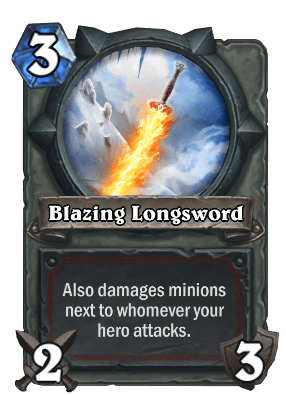 3
Blazing Longsword
Also damages minions
next to whomever your
hero attacks.
2
3